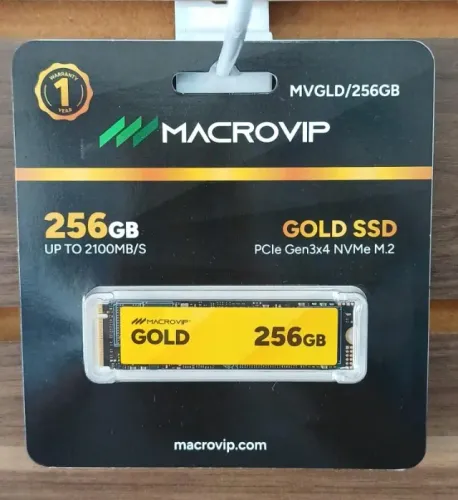 WARRANTY
1
YEAR
MVGLD/256GB
MACROVIP
256GB
UP TO 2100MB/S
GOLD SSD
PCIe Gen3x4 NVMe M.2
MACROVIP
GOLD
256GB
macrovip.com